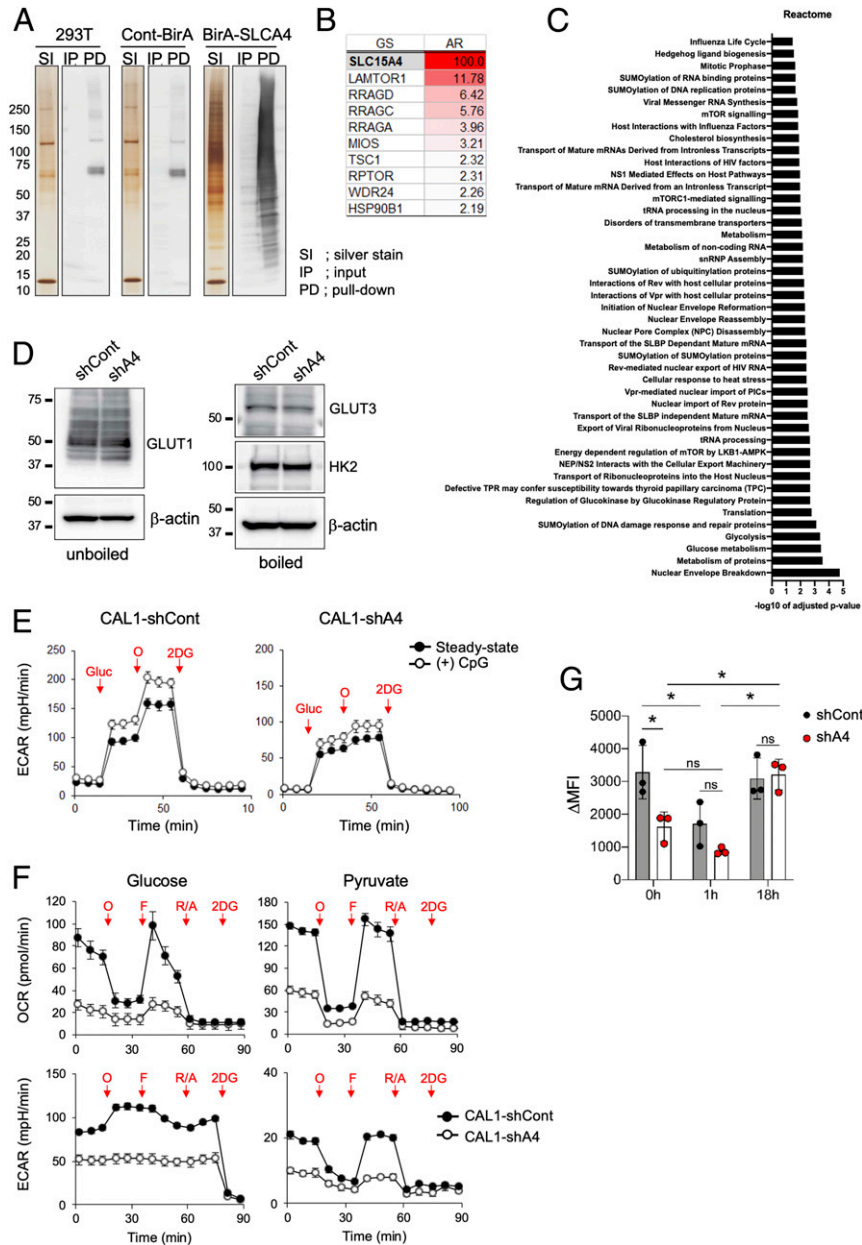 A
293T
Cont-BirA
BirA-SLCA4
SI IP PD SI IP PD SI IP PD
250
150
100
75
50
37
25
20
15
10
SI ; silver stain
IP ; input
PD ; pull-down
B
GS AR
SLC15A4 100.0
LAMTOR1 11.78
RRAGD 6.42
RRAGC 5.76
RRAGA 3.96
MIOS 3.21
TSC1 2.32
RPTOR 2.31
WDR24 2.26
HSP90B1 2.19
C
Reactome
Influenza Life Cycle
Hedgehog ligand biogenesis
Mitotic Prophase
SUMOylation of RNA binding proteins
SUMOylation of DNA replication proteins
Viral Messenger RNA Synthesis
mTOR signalling
Host Interactions with Influenza Factors
Cholesterol biosynthesis
Transport of Mature mRNAs Derived from Intronless Transcripts
Host Interactions of HIV factors
NS1 Mediated Effects on Host Pathways
Transport of Mature mRNA Derived from an Intronless Transcript
mTORC1-mediated signalling
tRNA processing in the nucleus
Disorders of transmembrane transporters
Metabolism
Metabolism of non-coding RNA
snRNP Assembly
SUMOylation of ubiquitinylation proteins
Interactions of Rev with host cellular proteins
Interactions of Vpr with host cellular proteins
Initiation of Nuclear Envelope Reformation
Nuclear Envelope Reassembly
Nuclear Pore Complex (NPC) Disassembly
Transport of the SLBP Dependant Mature mRNA
SUMOylation of SUMOylation proteins
Rev-mediated nuclear export of HIV RNA
Cellular response to heat stress
Vpr-mediated nuclear import of PICs
Nuclear import of Rev protein
Transport of the SLBP independent Mature mRNA
Export of Viral Ribonucleoproteins from Nucleus
tRNA processing
Energy dependent regulation of mTOR by LKB1-AMPK
NEP/NS2 Interacts with the Cellular Export Machinery
Transport of Ribonucleoproteins into the Host Nucleus
Defective TPR may confer susceptibility towards thyroid papillary carcinoma (TPC)
Regulation of Glucokinase by Glucokinase Regulatory Protein
Translation
SUMOylation of DNA damage response and repair proteins
Glycolysis
Glucose metabolism
Metabolism of proteins
Nuclear Envelope Breakdown
0 1 2 3 4 5
-log10 of adjusted p-value
D
shCont shA4
75
50
37
GLUT1
50
37
β-actin
unboiled
shCont shA4
50
GLUT3
100
HK2
50
37
β-actin
boiled
E
CAL1-shCont
ECAR (mpH/min)
250
200
150
100
50
0
Gluc O 2DG
0 50 10
Time (min)
CAL1-shA4
250
200
150
100
50
0
Gluc O 2DG
0 50 100
Time (min)
Steady-state
(+) CpG
F
Glucose
OCR (pmol/min)
120
100
80
60
40
20
0
O F R/A 2DG
0 30 60 90
Pyruvate
150
120
90
60
30
0
O F R/A 2DG
0 30 60 90
ECAR (mpH/min)
150
100
50
0
O F R/A 2DG
0 30 60 90
Time (min)
40
20
0
O F R/A 2DG
0 30 60 90
Time (min)
CAL1-shCont
CAL1-shA4
G
ΔMFI
5000
4000
3000
2000
1000
0
* * * *
ns ns ns
0h 1h 18h
shCont
shA4